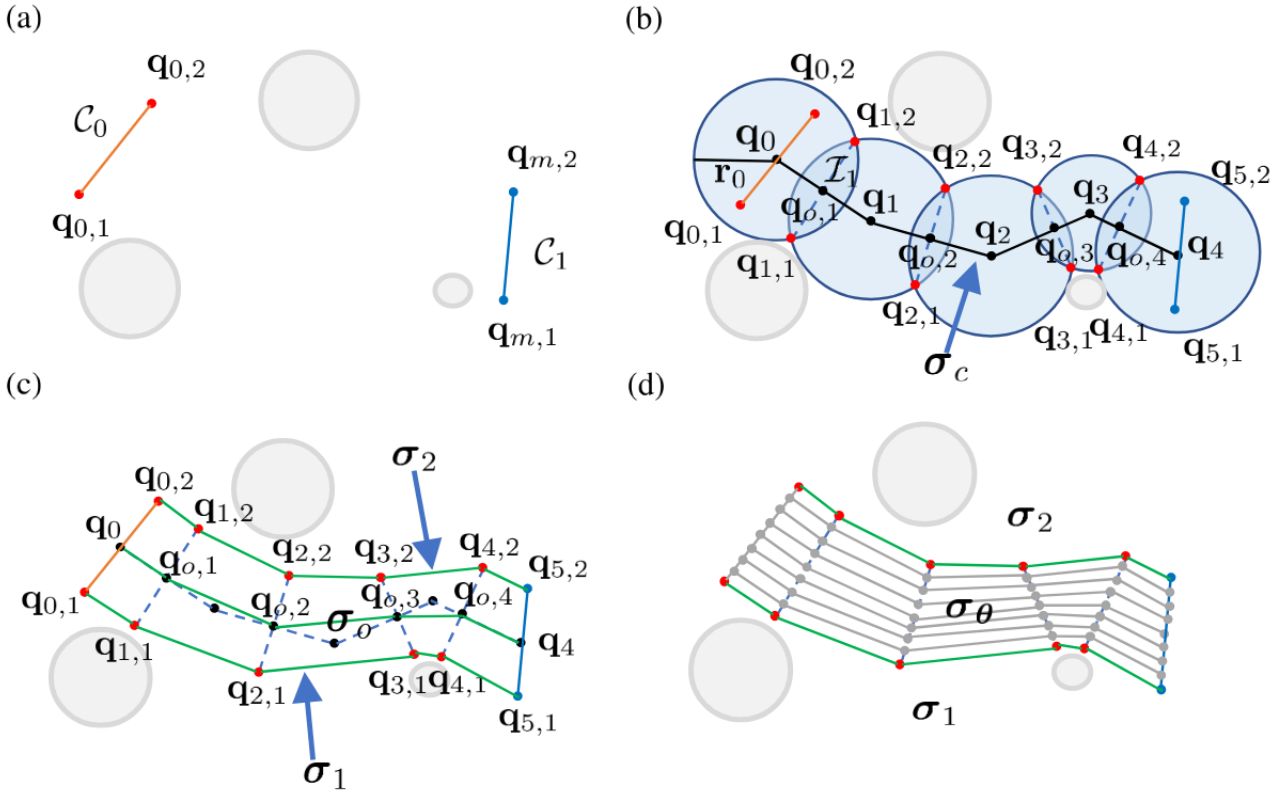 (a)
q0,2
C0
q0,1
qm,2
C1
qm,1
(b)
q0,2
q0
q1,2
q2,2
q3,2
q4,2
q5,2
r0
I1
q3
q0,1
qo,1
q1
q1,1
qo,2
q2
qo,3
qo,4
q4
q2,1
q3,1
q4,1
q5,1
σc
(c)
σ2
q0,2
q1,2
q0
qo,1
q2,2
q3,2
q4,2
q5,2
q0,1
qo,2
σo
qo,3
qo,4
q1,1
q4
q2,1
q3,1
q4,1
q5,1
σ1
(d)
σ2
σθ
σ1